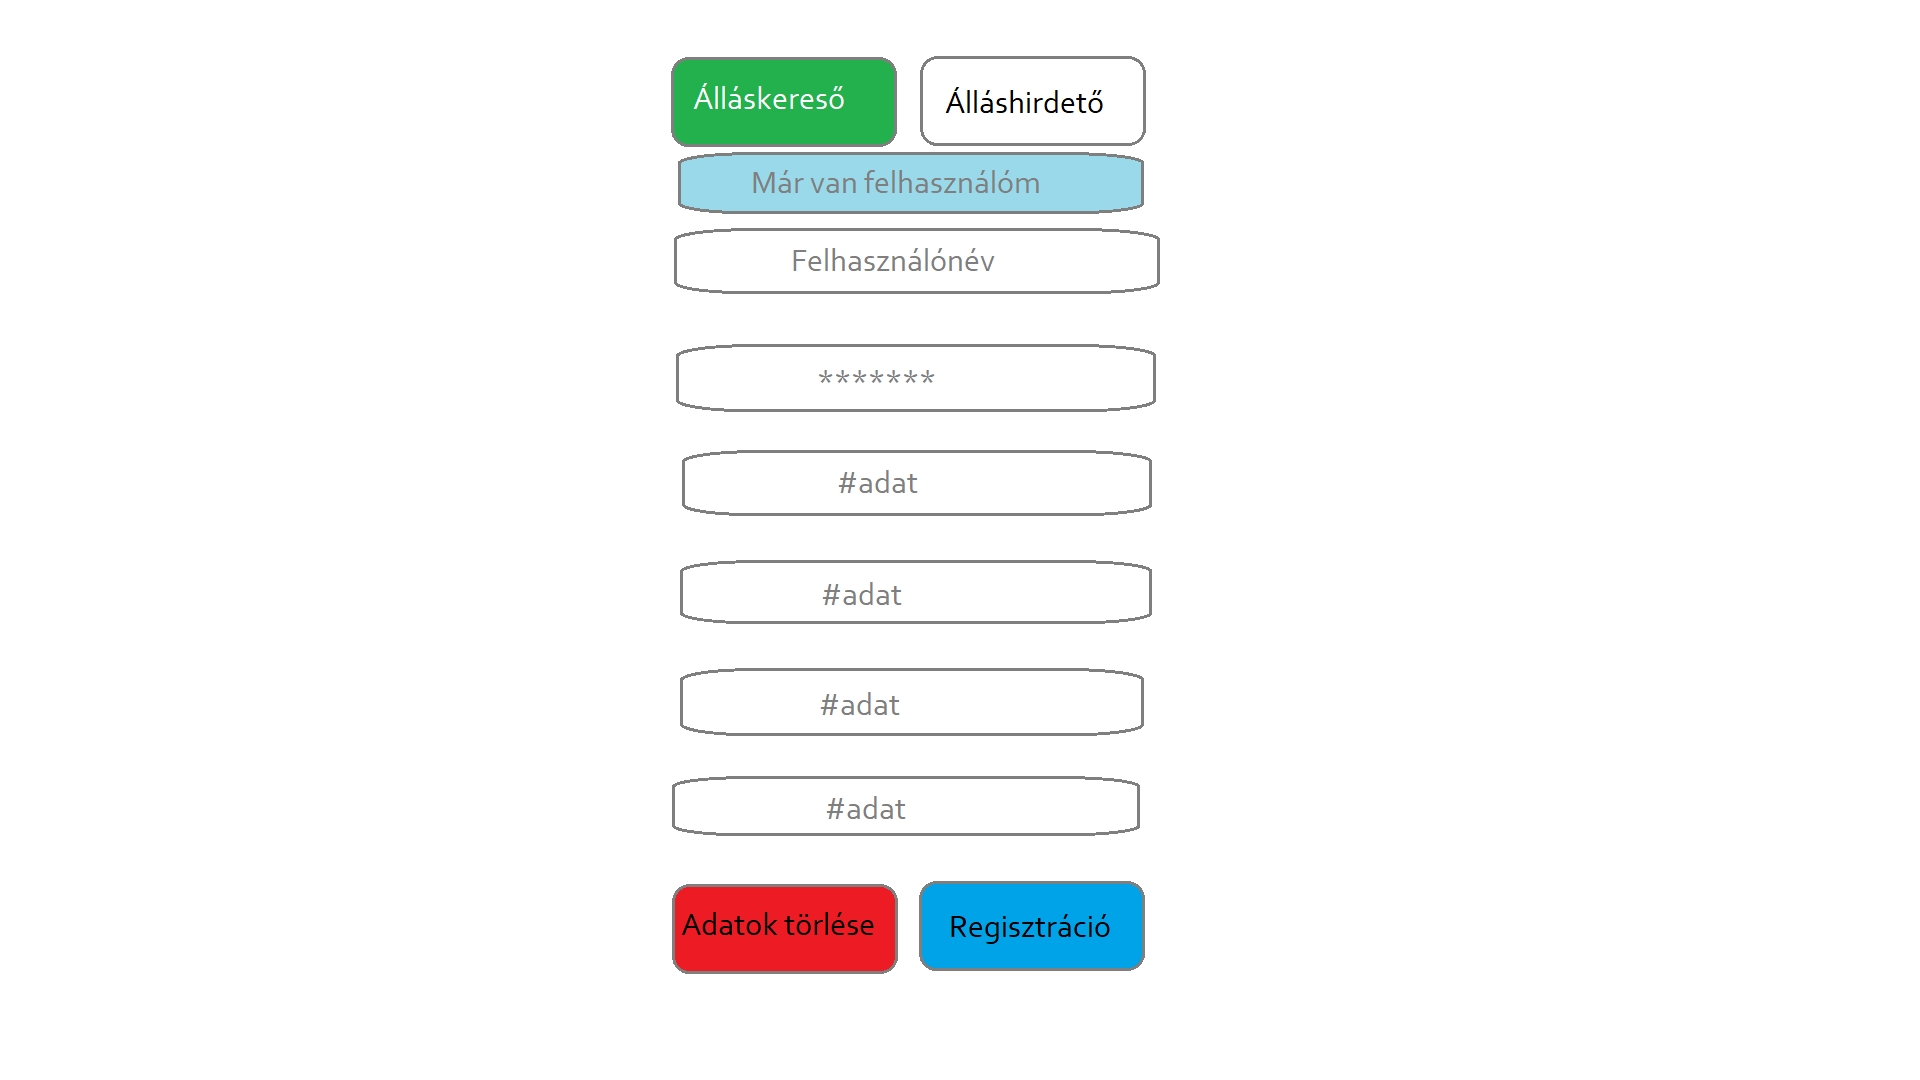 Álláskereső
Álláshirdető
Már van felhasználóm
Felhasználónév
*******
#adat
#adat
#adat
#adat
Adatok törlése
Regisztráció